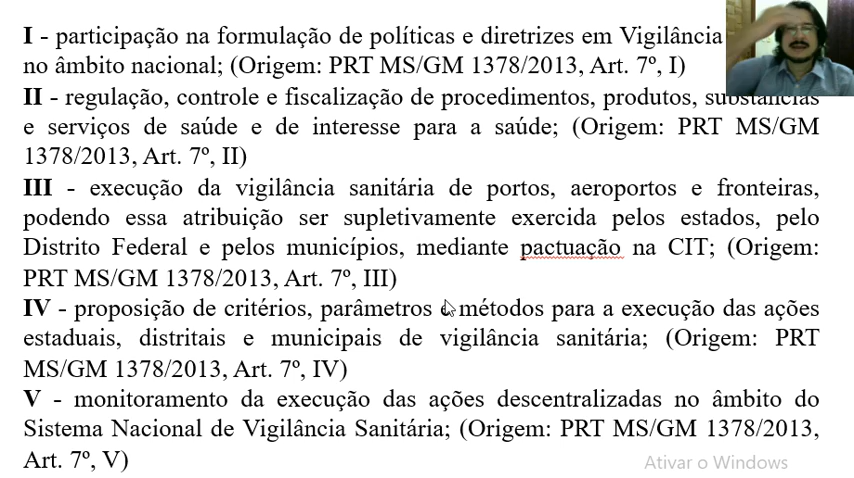 I - participação na formulação de políticas e diretrizes em Vigilância
no âmbito nacional; (Origem: PRT MS/GM 1378/2013, Art. 7º, I)
II - regulação, controle e fiscalização de procedimentos, produtos, substâncias
e serviços de saúde e de interesse para a saúde; (Origem: PRT MS/GM
1378/2013, Art. 7º, II)
III - execução da vigilância sanitária de portos, aeroportos e fronteiras,
podendo essa atribuição ser supletivamente exercida pelos estados, pelo
Distrito Federal e pelos municípios, mediante pactuação na CIT; (Origem:
PRT MS/GM 1378/2013, Art. 7º, III)
IV - proposição de critérios, parâmetros e métodos para a execução das ações
estaduais, distritais e municipais de vigilância sanitária; (Origem: PRT
MS/GM 1378/2013, Art. 7º, IV)
V - monitoramento da execução das ações descentralizadas no âmbito do
Sistema Nacional de Vigilância Sanitária; (Origem: PRT MS/GM 1378/2013,
Art. 7º, V)
Ativar o Windows